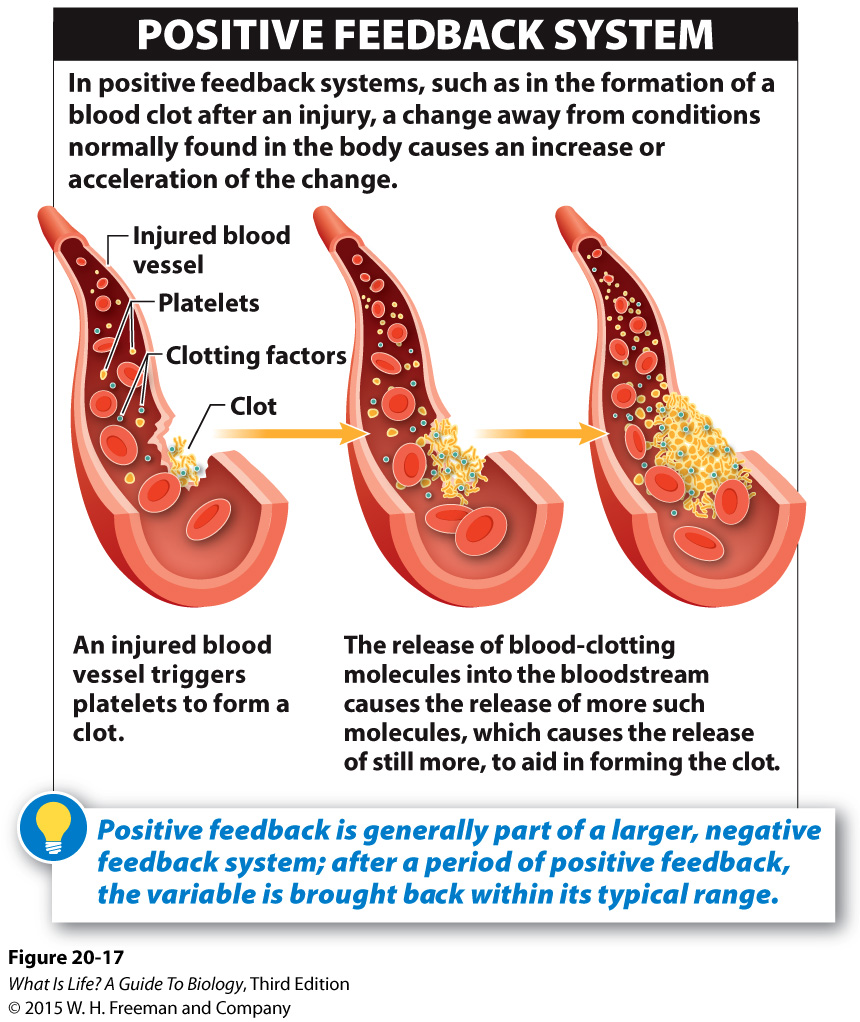 POSITIVE FEEDBACK SYSTEM
In positive feedback systems, such as in the formation of a
blood clot after an injury, a change away from conditions
normally found in the body causes an increase or
acceleration of the change.
Injured blood
vessel
Platelets
Clotting factors
Clot
An injured blood
vessel triggers
platelets to form a
clot.
The release of blood-clotting
molecules into the bloodstream
causes the release of more such
molecules, which causes the release
of still more, to aid in forming the clot.
Positive feedback is generally part of a larger, negative
feedback system; after a period of positive feedback,
the variable is brought back within its typical range.
Figure 20-17
What Is Life? A Guide To Biology, Third Edition
© 2015 W. H. Freeman and Company